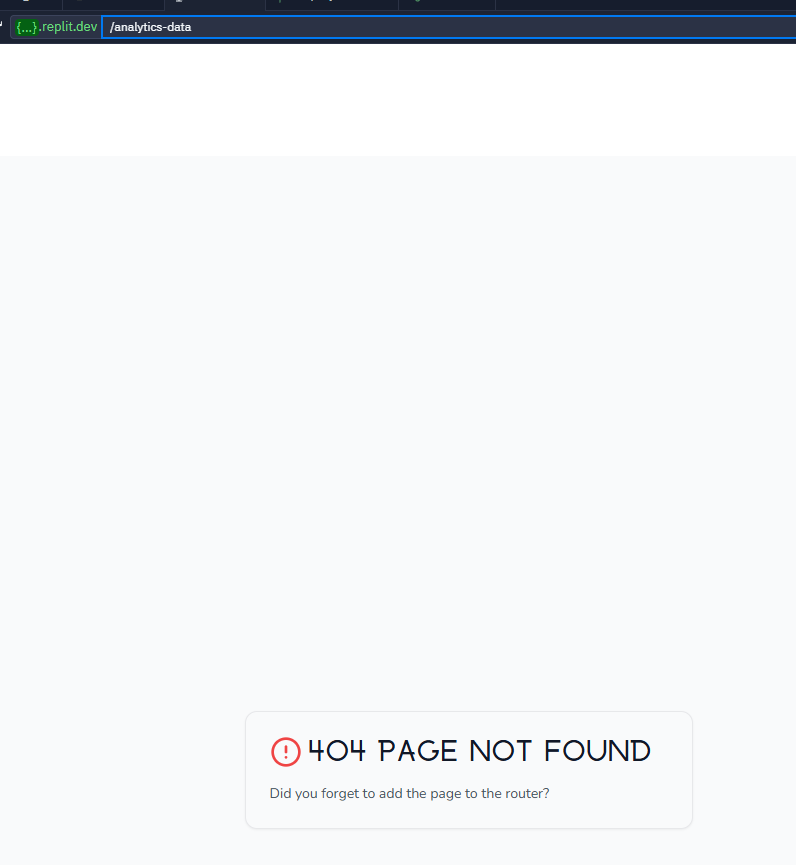 {...}.replit.dev /analytics-data
404 PAGE NOT FOUND
Did you forget to add the page to the router?